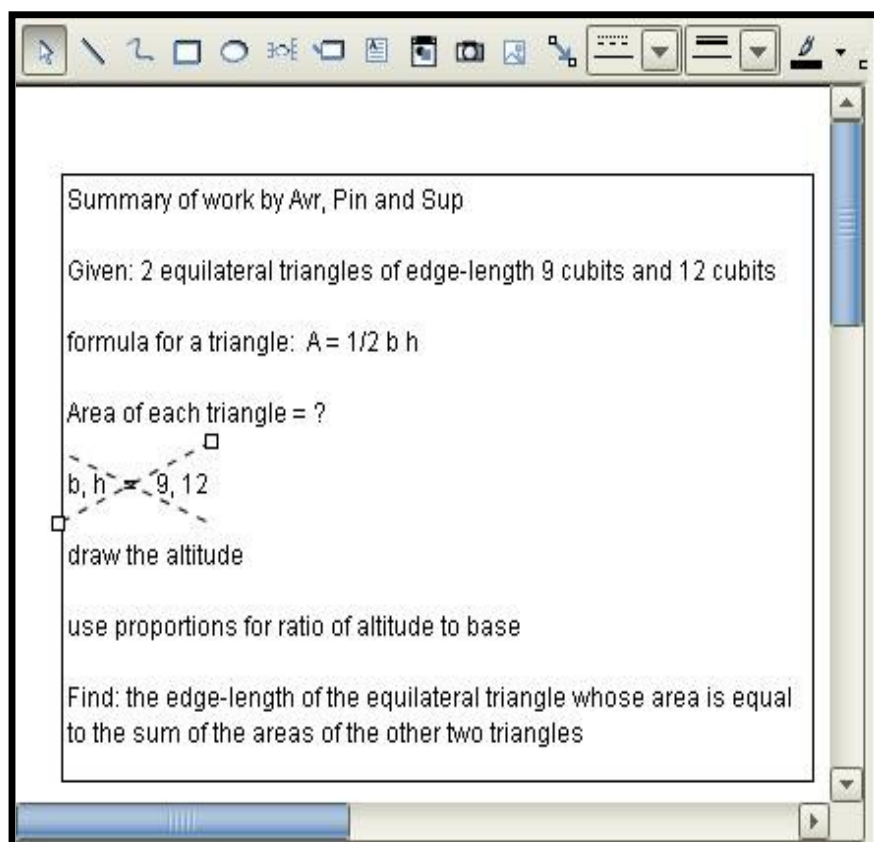 Summary of work by Avr, Pin and Sup
Given: 2 equilateral triangles of edge-length 9 cubits and 12 cubits
formula for a triangle: A = 1/2 b h
Area of each triangle = ?
b, h = 9, 12
draw the altitude
use proportions for ratio of altitude to base
Find: the edge-length of the equilateral triangle whose area is equal
to the sum of the areas of the other two triangles